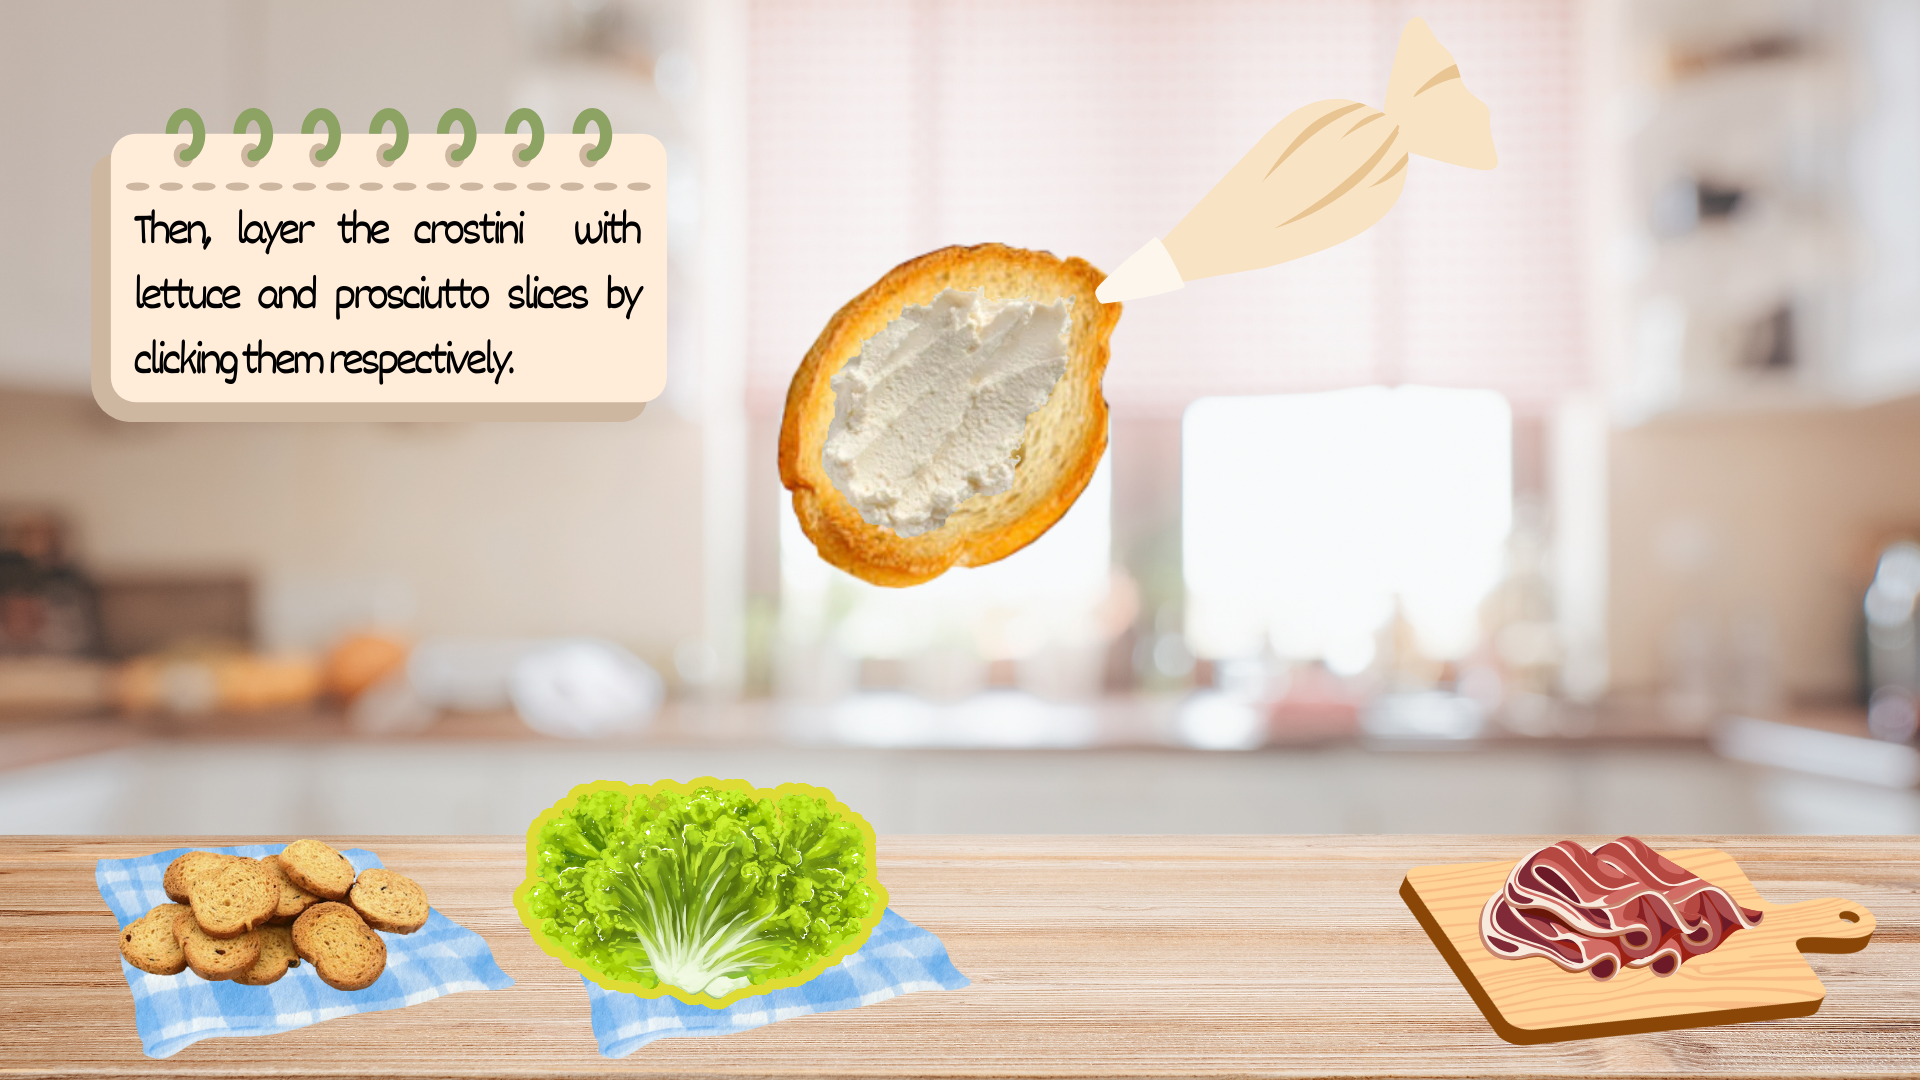 Then, layer the crostini with
lettuce and prosciutto slices by
clicking them respectively.